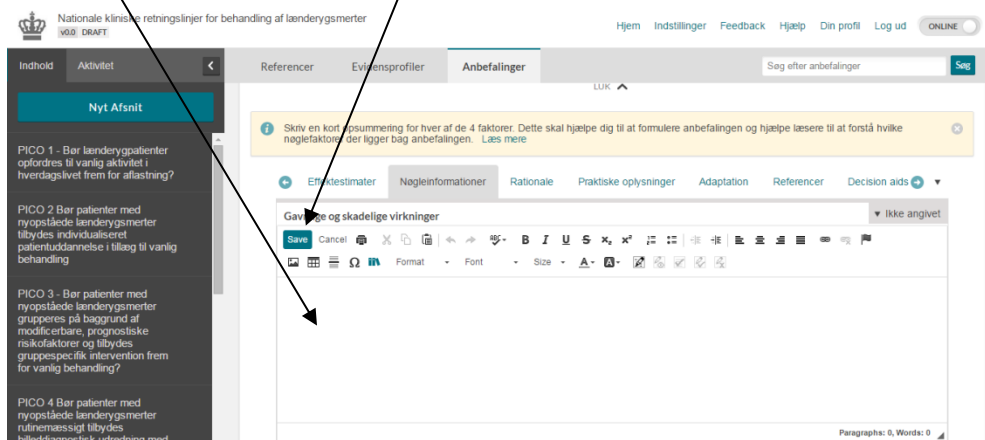 Nationale kliniske retningslinjer for behandling af lænderygsmerter
v0.0 DRAFT
Hjem Indstillinger Feedback Hjælp Din profil Log ud ONLINE
Indhold Aktivitet
Referencer Evidensprofiler Anbefalinger
Søg efter anbefalinger Søg
Nyt Afsnit
LUK
Skriv en kort opsummering for hver af de 4 faktorer. Dette skal hjælpe dig til at formulere anbefalingen og hjælpe læsere til at forstå hvilke
nøglefaktorer der ligger bag anbefalingen. Læs mere
PICO 1 - Bør lænderygpatienter
opfordres til vanlig aktivitet i
hverdagslivet frem for aflastning?
PICO 2 Bør patienter med
nyopståede lænderygsmerter
tilbydes individualiseret
patientuddannelse i tillæg til vanlig
behandling
PICO 3 - Bør patienter med
nyopståede lænderygsmerter
grupperes på baggrund af
modificerbare, prognostiske
risikofaktorer og tilbydes
gruppespecifik intervention frem
for vanlig behandling?
PICO 4 Bør patienter med
nyopståede lænderygsmerter
rutinemæssigt tilbydes
billeddiagnostisk udredning med
Effektestimater Nøgleinformationer Rationale Praktiske oplysninger Adaptation Referencer Decision aids
Gavnlige og skadelige virkninger
Ikke angivet
Save Cancel ABC B I U S x₂ x²
Ω Format Font Size A A
Paragraphs: 0, Words: 0